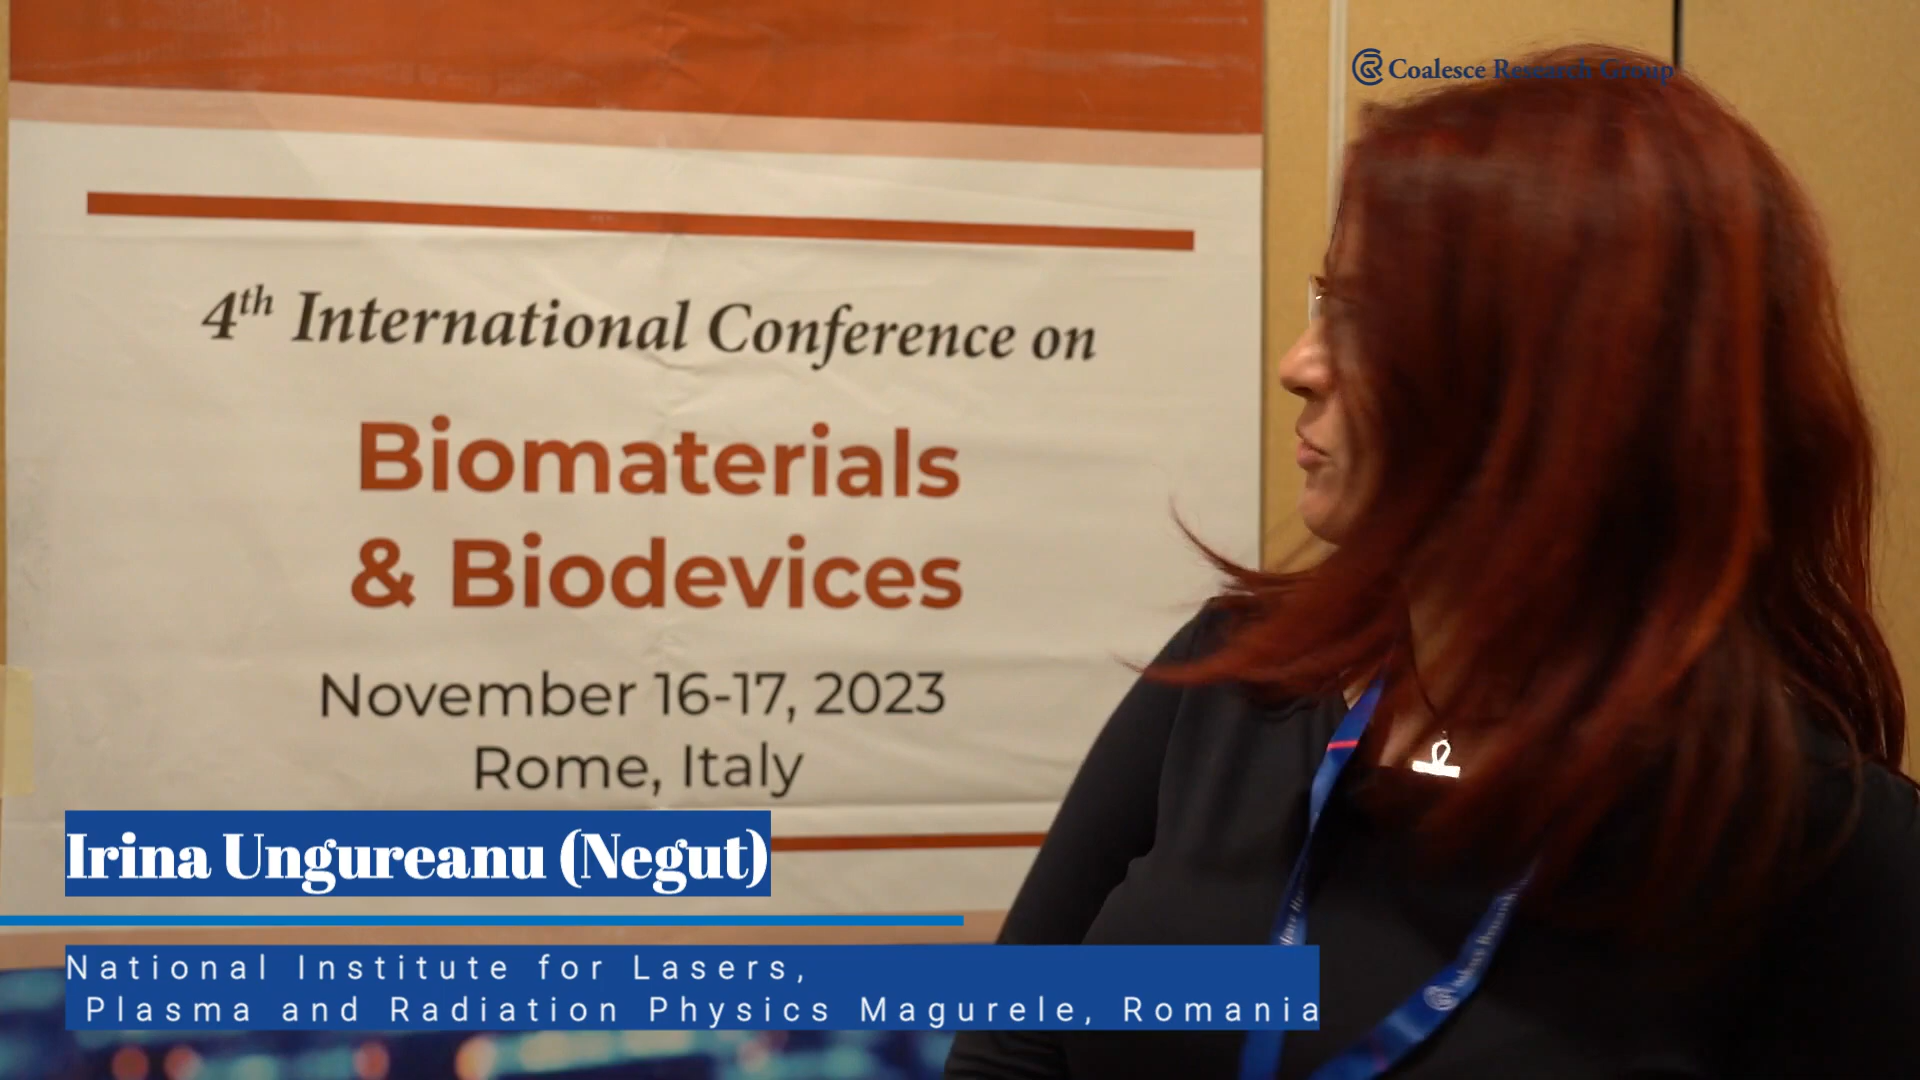 Coalesce Research Group
4th International Conference on
Biomaterials
& Biodevices
November 16-17, 2023
Rome, Italy
Irina Ungureanu (Negut)
National Institute for Lasers,
Plasma and Radiation Physics Magurele, Romania